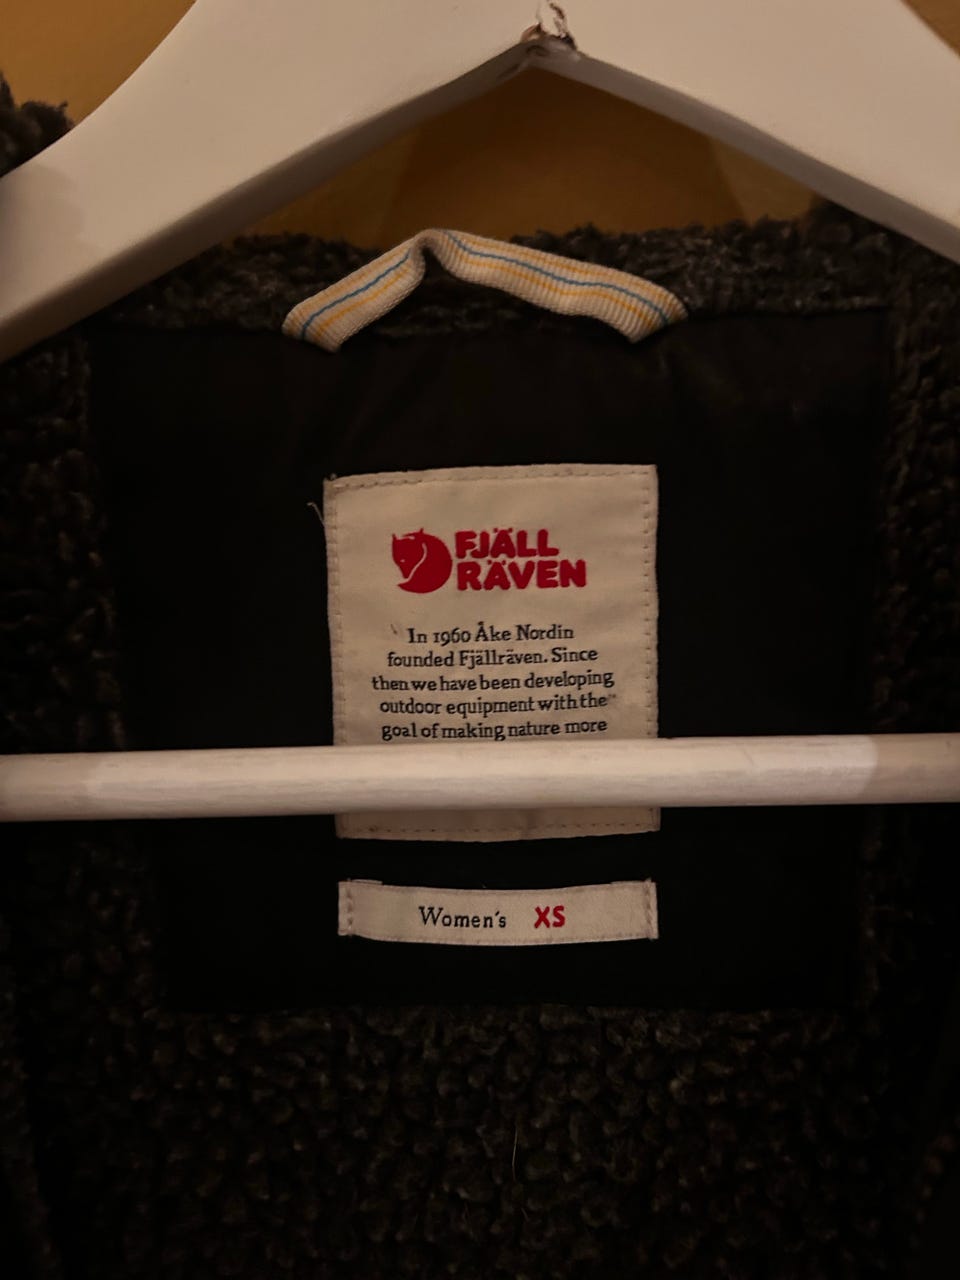 FJÄLL
RÄVEN
In 1960 Åke Nordin
founded Fjällräven. Since
then we have been developing
outdoor equipment with the
goal of making nature more
Women's XS